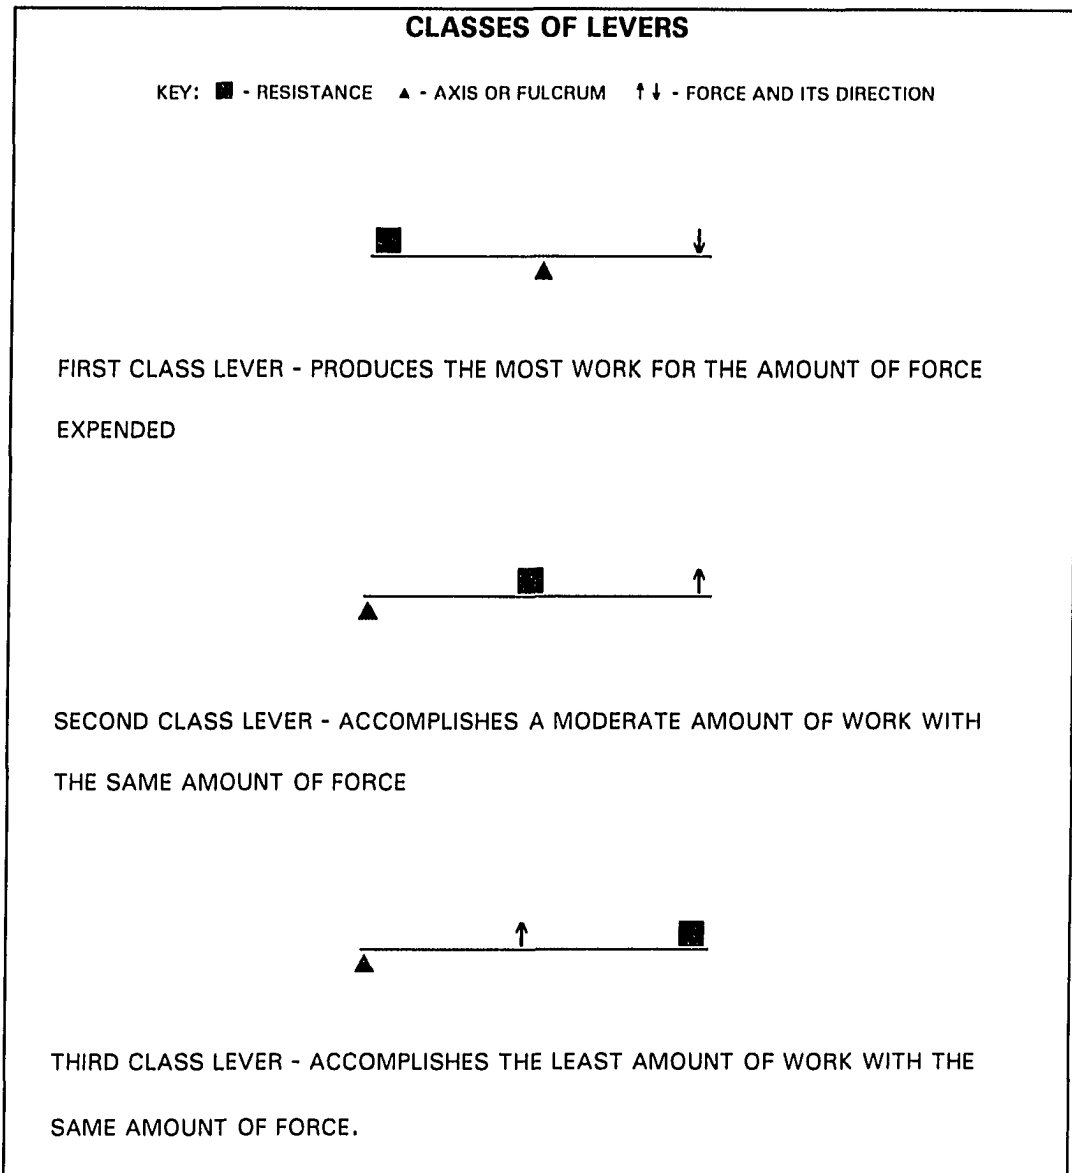 CLASSES OF LEVERS
KEY: ■ - RESISTANCE ▲ - AXIS OR FULCRUM ↑↓ - FORCE AND ITS DIRECTION
FIRST CLASS LEVER - PRODUCES THE MOST WORK FOR THE AMOUNT OF FORCE
EXPENDED
SECOND CLASS LEVER - ACCOMPLISHES A MODERATE AMOUNT OF WORK WITH
THE SAME AMOUNT OF FORCE
THIRD CLASS LEVER - ACCOMPLISHES THE LEAST AMOUNT OF WORK WITH THE
SAME AMOUNT OF FORCE.